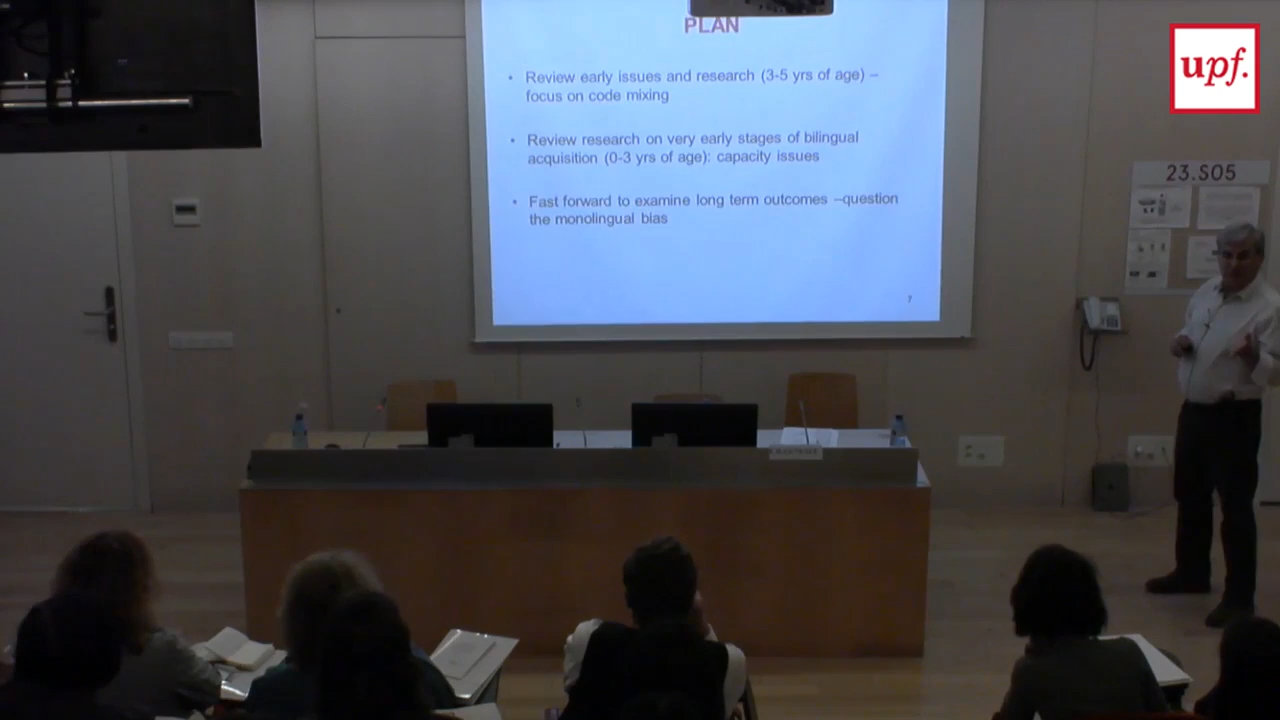 PLAN
• Review early issues and research (3-5 yrs of age) –
focus on code mixing
• Review research on very early stages of bilingual
acquisition (0-3 yrs of age): capacity issues
• Fast forward to examine long term outcomes –question
the monolingual bias
7
upf.
23.S05